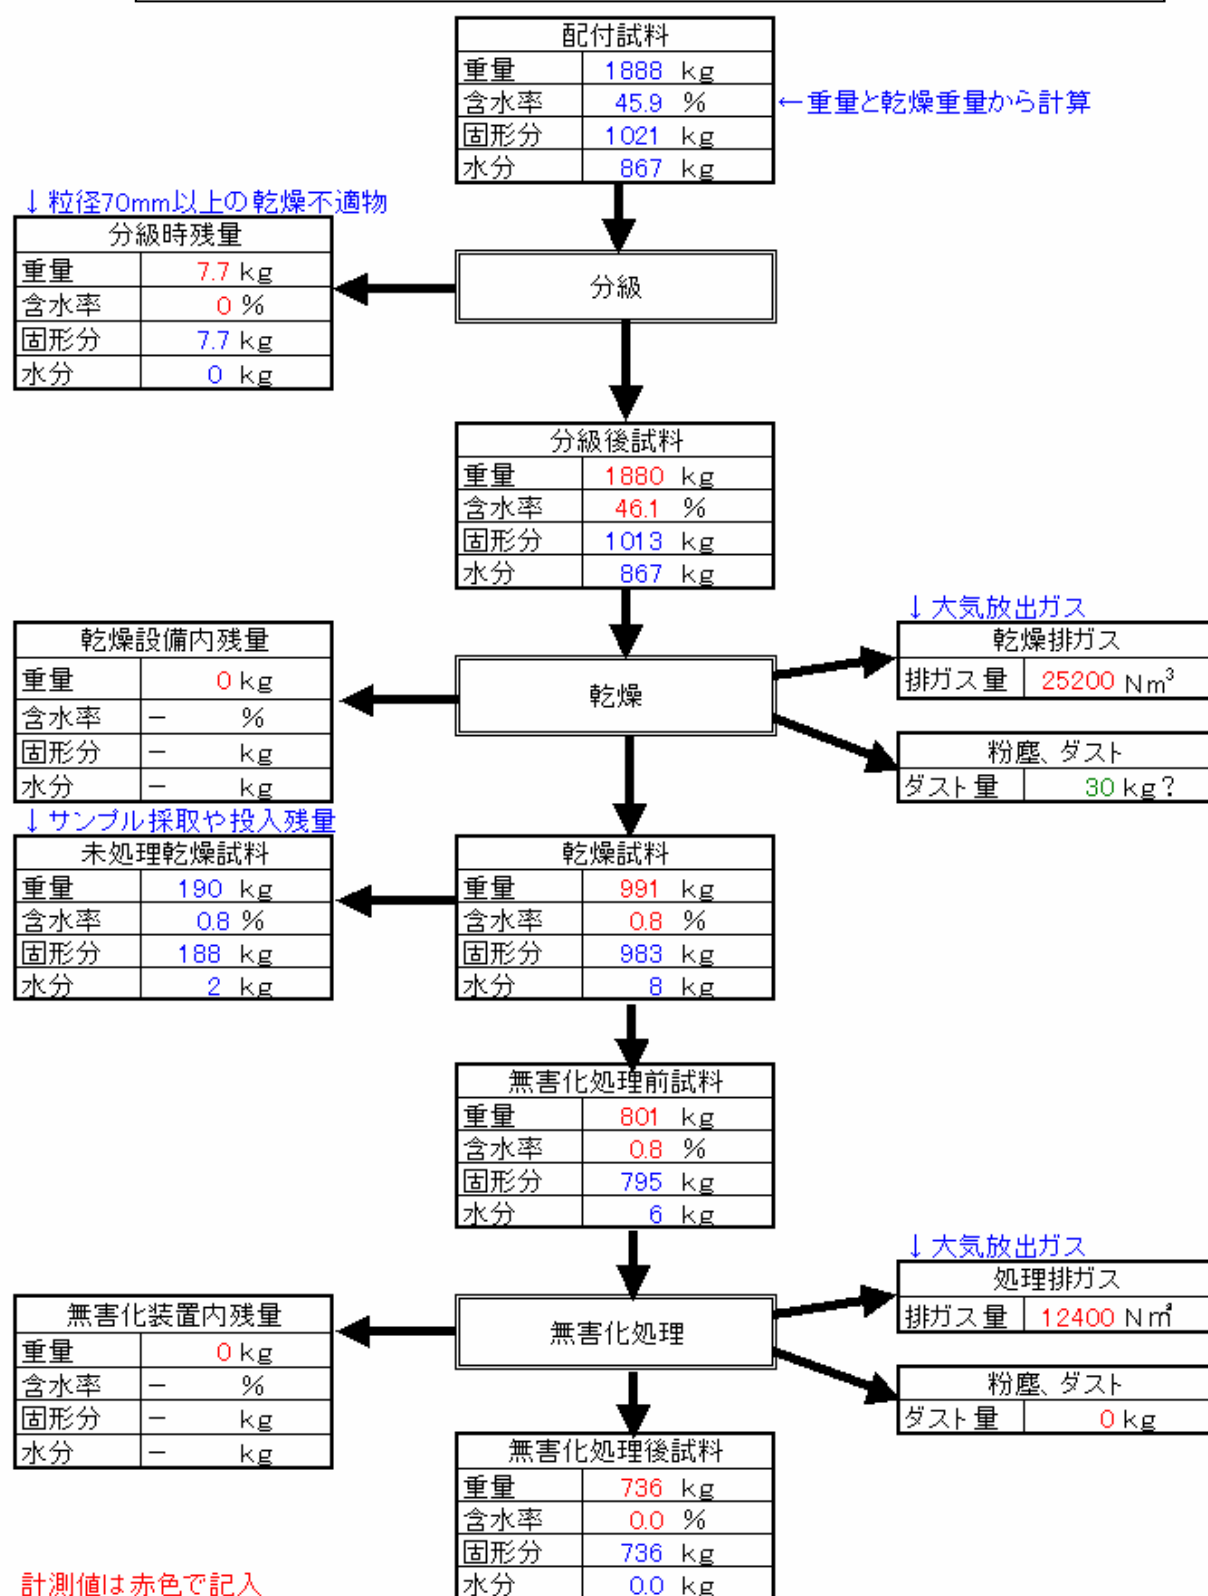 配付試料
重量 1888 kg
含水率 45.9 %
←重量と乾燥重量から計算
固形分 1021 kg
水分 867 kg
↓粒径70mm以上の乾燥不適物
分級時残量
重量 7.7 kg
含水率 0 %
固形分 7.7 kg
水分 0 kg
分級
分級後試料
重量 1880 kg
含水率 46.1 %
固形分 1013 kg
水分 867 kg
乾燥設備内残量
重量 0 kg
含水率 － %
固形分 － kg
水分 － kg
乾燥
↓大気放出ガス
乾燥排ガス
排ガス量 25200 Nm³
粉塵、ダスト
ダスト量 30 kg?
↓サンプル採取や投入残量
未処理乾燥試料
重量 190 kg
含水率 0.8 %
固形分 188 kg
水分 2 kg
乾燥試料
重量 991 kg
含水率 0.8 %
固形分 983 kg
水分 8 kg
無害化処理前試料
重量 801 kg
含水率 0.8 %
固形分 795 kg
水分 6 kg
無害化装置内残量
重量 0 kg
含水率 － %
固形分 － kg
水分 － kg
無害化処理
↓大気放出ガス
処理排ガス
排ガス量 12400 Nm³
粉塵、ダスト
ダスト量 0 kg
無害化処理後試料
重量 736 kg
含水率 0.0 %
固形分 736 kg
水分 0.0 kg
計測値は赤色で記入